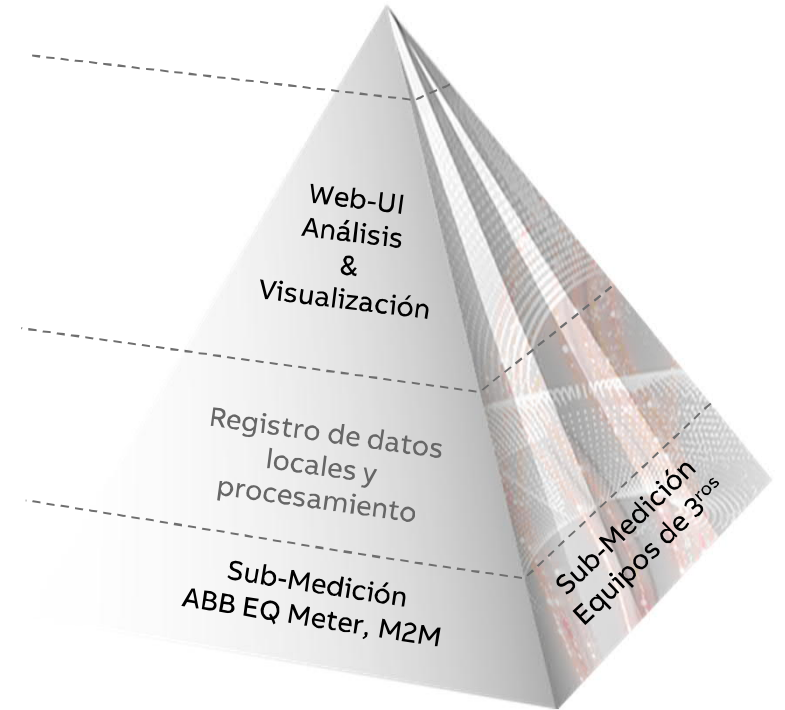 Web-UI
Análisis
&
Visualización
Registro de datos
locales y
procesamiento
Sub-Medición
ABB EQ Meter, M2M
Sub-Medición
Equipos de 3ros